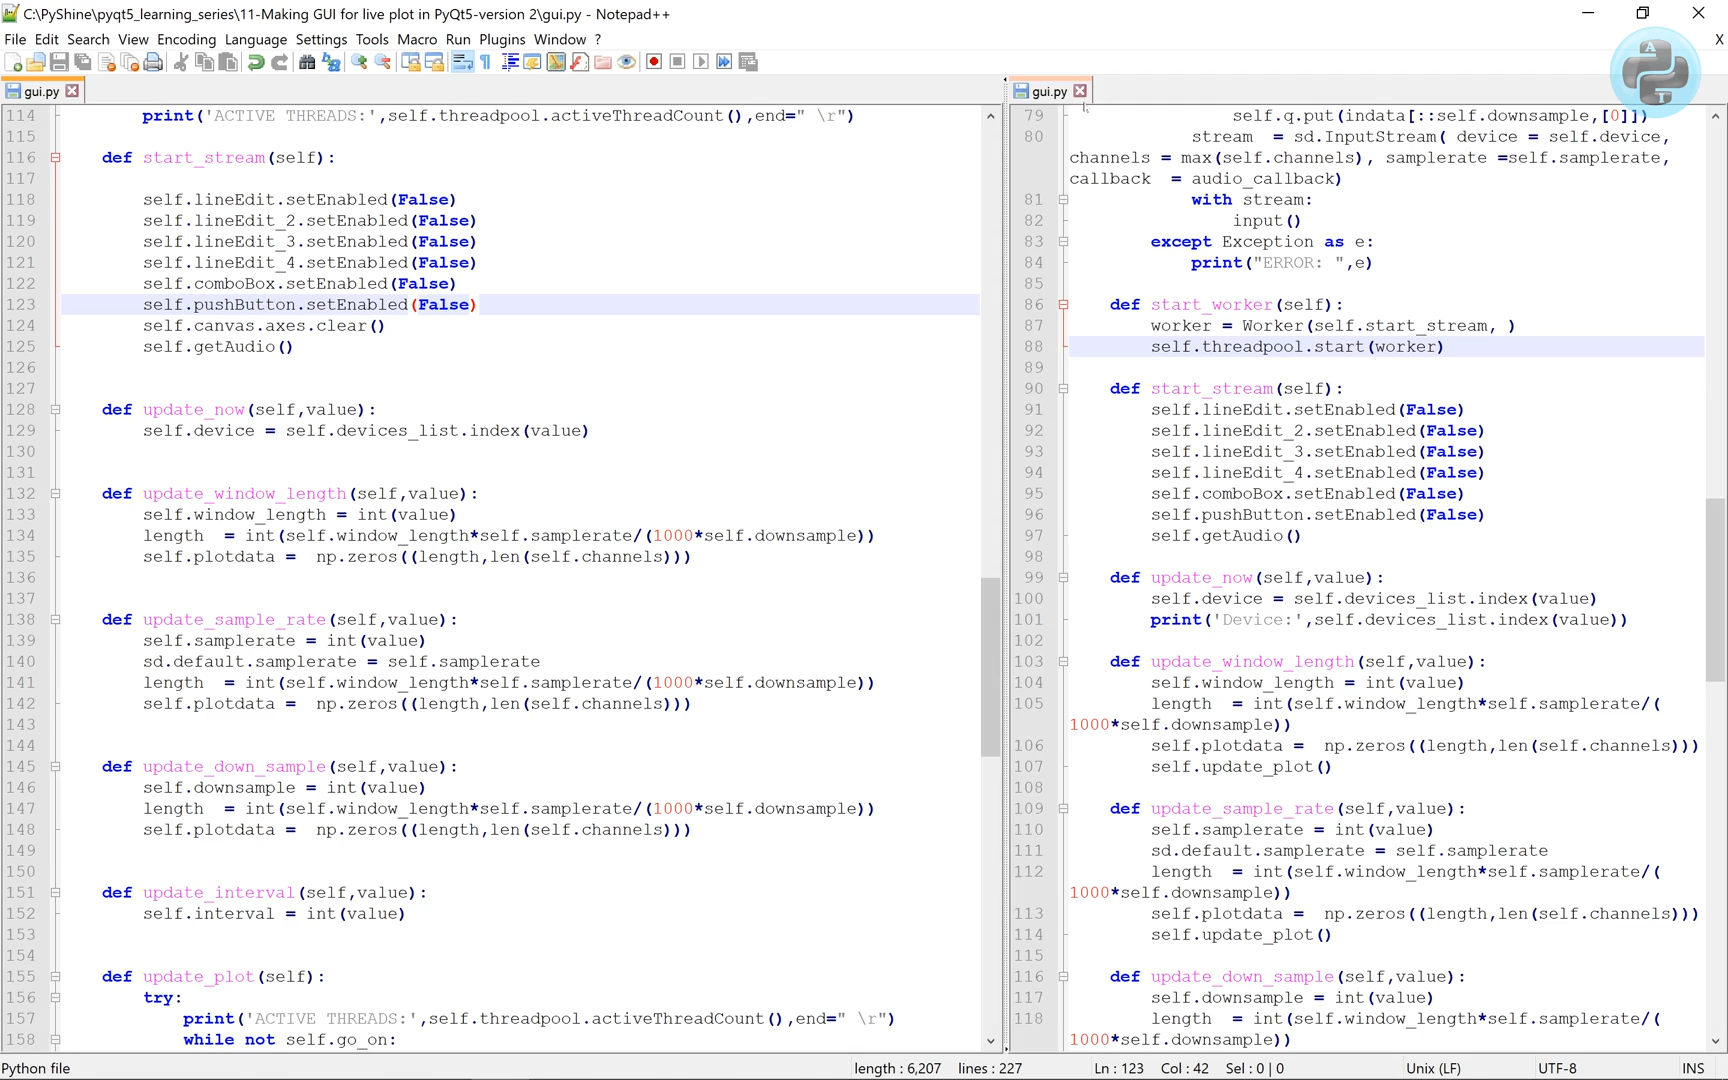 C:\PyShine\pyqt5_learning_series\11-Making GUI for live plot in PyQt5-version 2\gui.py - Notepad++
File Edit Search View Encoding Language Settings Tools Macro Run Plugins Window ? X
gui.py
114 print('ACTIVE THREADS:',self.threadpool.activeThreadCount(),end=" \r")
115
116 def start_stream(self):
117
118 self.lineEdit.setEnabled(False)
119 self.lineEdit_2.setEnabled(False)
120 self.lineEdit_3.setEnabled(False)
121 self.lineEdit_4.setEnabled(False)
122 self.comboBox.setEnabled(False)
123 self.pushButton.setEnabled(False)
124 self.canvas.axes.clear()
125 self.getAudio()
126
127
128 def update_now(self,value):
129 self.device = self.devices_list.index(value)
130
131
132 def update_window_length(self,value):
133 self.window_length = int(value)
134 length  = int(self.window_length*self.samplerate/(1000*self.downsample))
135 self.plotdata =  np.zeros((length,len(self.channels)))
136
137
138 def update_sample_rate(self,value):
139 self.samplerate = int(value)
140 sd.default.samplerate = self.samplerate
141 length  = int(self.window_length*self.samplerate/(1000*self.downsample))
142 self.plotdata =  np.zeros((length,len(self.channels)))
143
144
145 def update_down_sample(self,value):
146 self.downsample = int(value)
147 length  = int(self.window_length*self.samplerate/(1000*self.downsample))
148 self.plotdata =  np.zeros((length,len(self.channels)))
149
150
151 def update_interval(self,value):
152 self.interval = int(value)
153
154
155 def update_plot(self):
156 try:
157 print('ACTIVE THREADS:',self.threadpool.activeThreadCount(),end=" \r")
158 while not self.go_on:
gui.py
79 self.q.put(indata[::self.downsample,[0]])
80 stream  = sd.InputStream( device = self.device,
channels = max(self.channels), samplerate =self.samplerate,
callback  = audio_callback)
81 with stream:
82 input()
83 except Exception as e:
84 print("ERROR: ",e)
85
86 def start_worker(self):
87 worker = Worker(self.start_stream, )
88 self.threadpool.start(worker)
89
90 def start_stream(self):
91 self.lineEdit.setEnabled(False)
92 self.lineEdit_2.setEnabled(False)
93 self.lineEdit_3.setEnabled(False)
94 self.lineEdit_4.setEnabled(False)
95 self.comboBox.setEnabled(False)
96 self.pushButton.setEnabled(False)
97 self.getAudio()
98
99 def update_now(self,value):
100 self.device = self.devices_list.index(value)
101 print('Device:',self.devices_list.index(value))
102
103 def update_window_length(self,value):
104 self.window_length = int(value)
105 length  = int(self.window_length*self.samplerate/(
1000*self.downsample))
106 self.plotdata =  np.zeros((length,len(self.channels)))
107 self.update_plot()
108
109 def update_sample_rate(self,value):
110 self.samplerate = int(value)
111 sd.default.samplerate = self.samplerate
112 length  = int(self.window_length*self.samplerate/(
1000*self.downsample))
113 self.plotdata =  np.zeros((length,len(self.channels)))
114 self.update_plot()
115
116 def update_down_sample(self,value):
117 self.downsample = int(value)
118 length  = int(self.window_length*self.samplerate/(
1000*self.downsample))
Python file length : 6,207 lines : 227 Ln : 123 Col : 42 Sel : 0 | 0 Unix (LF) UTF-8 INS